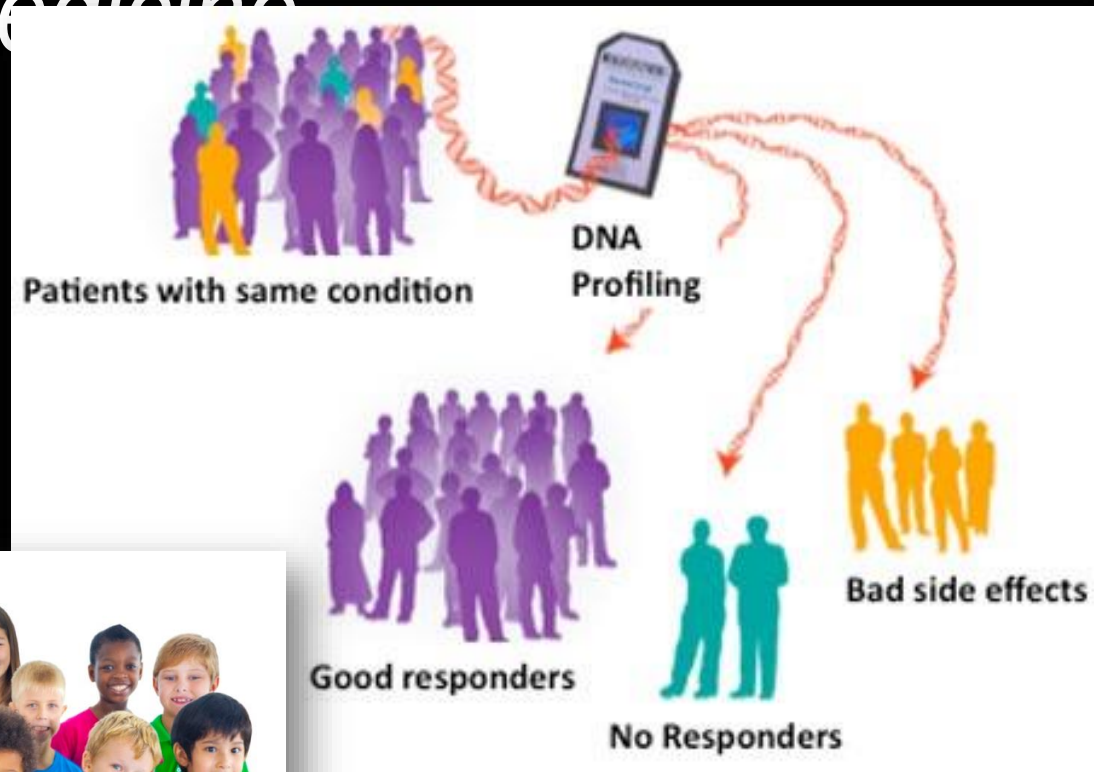 Patients with same condition
DNA
Profiling
Good responders
No Responders
Bad side effects